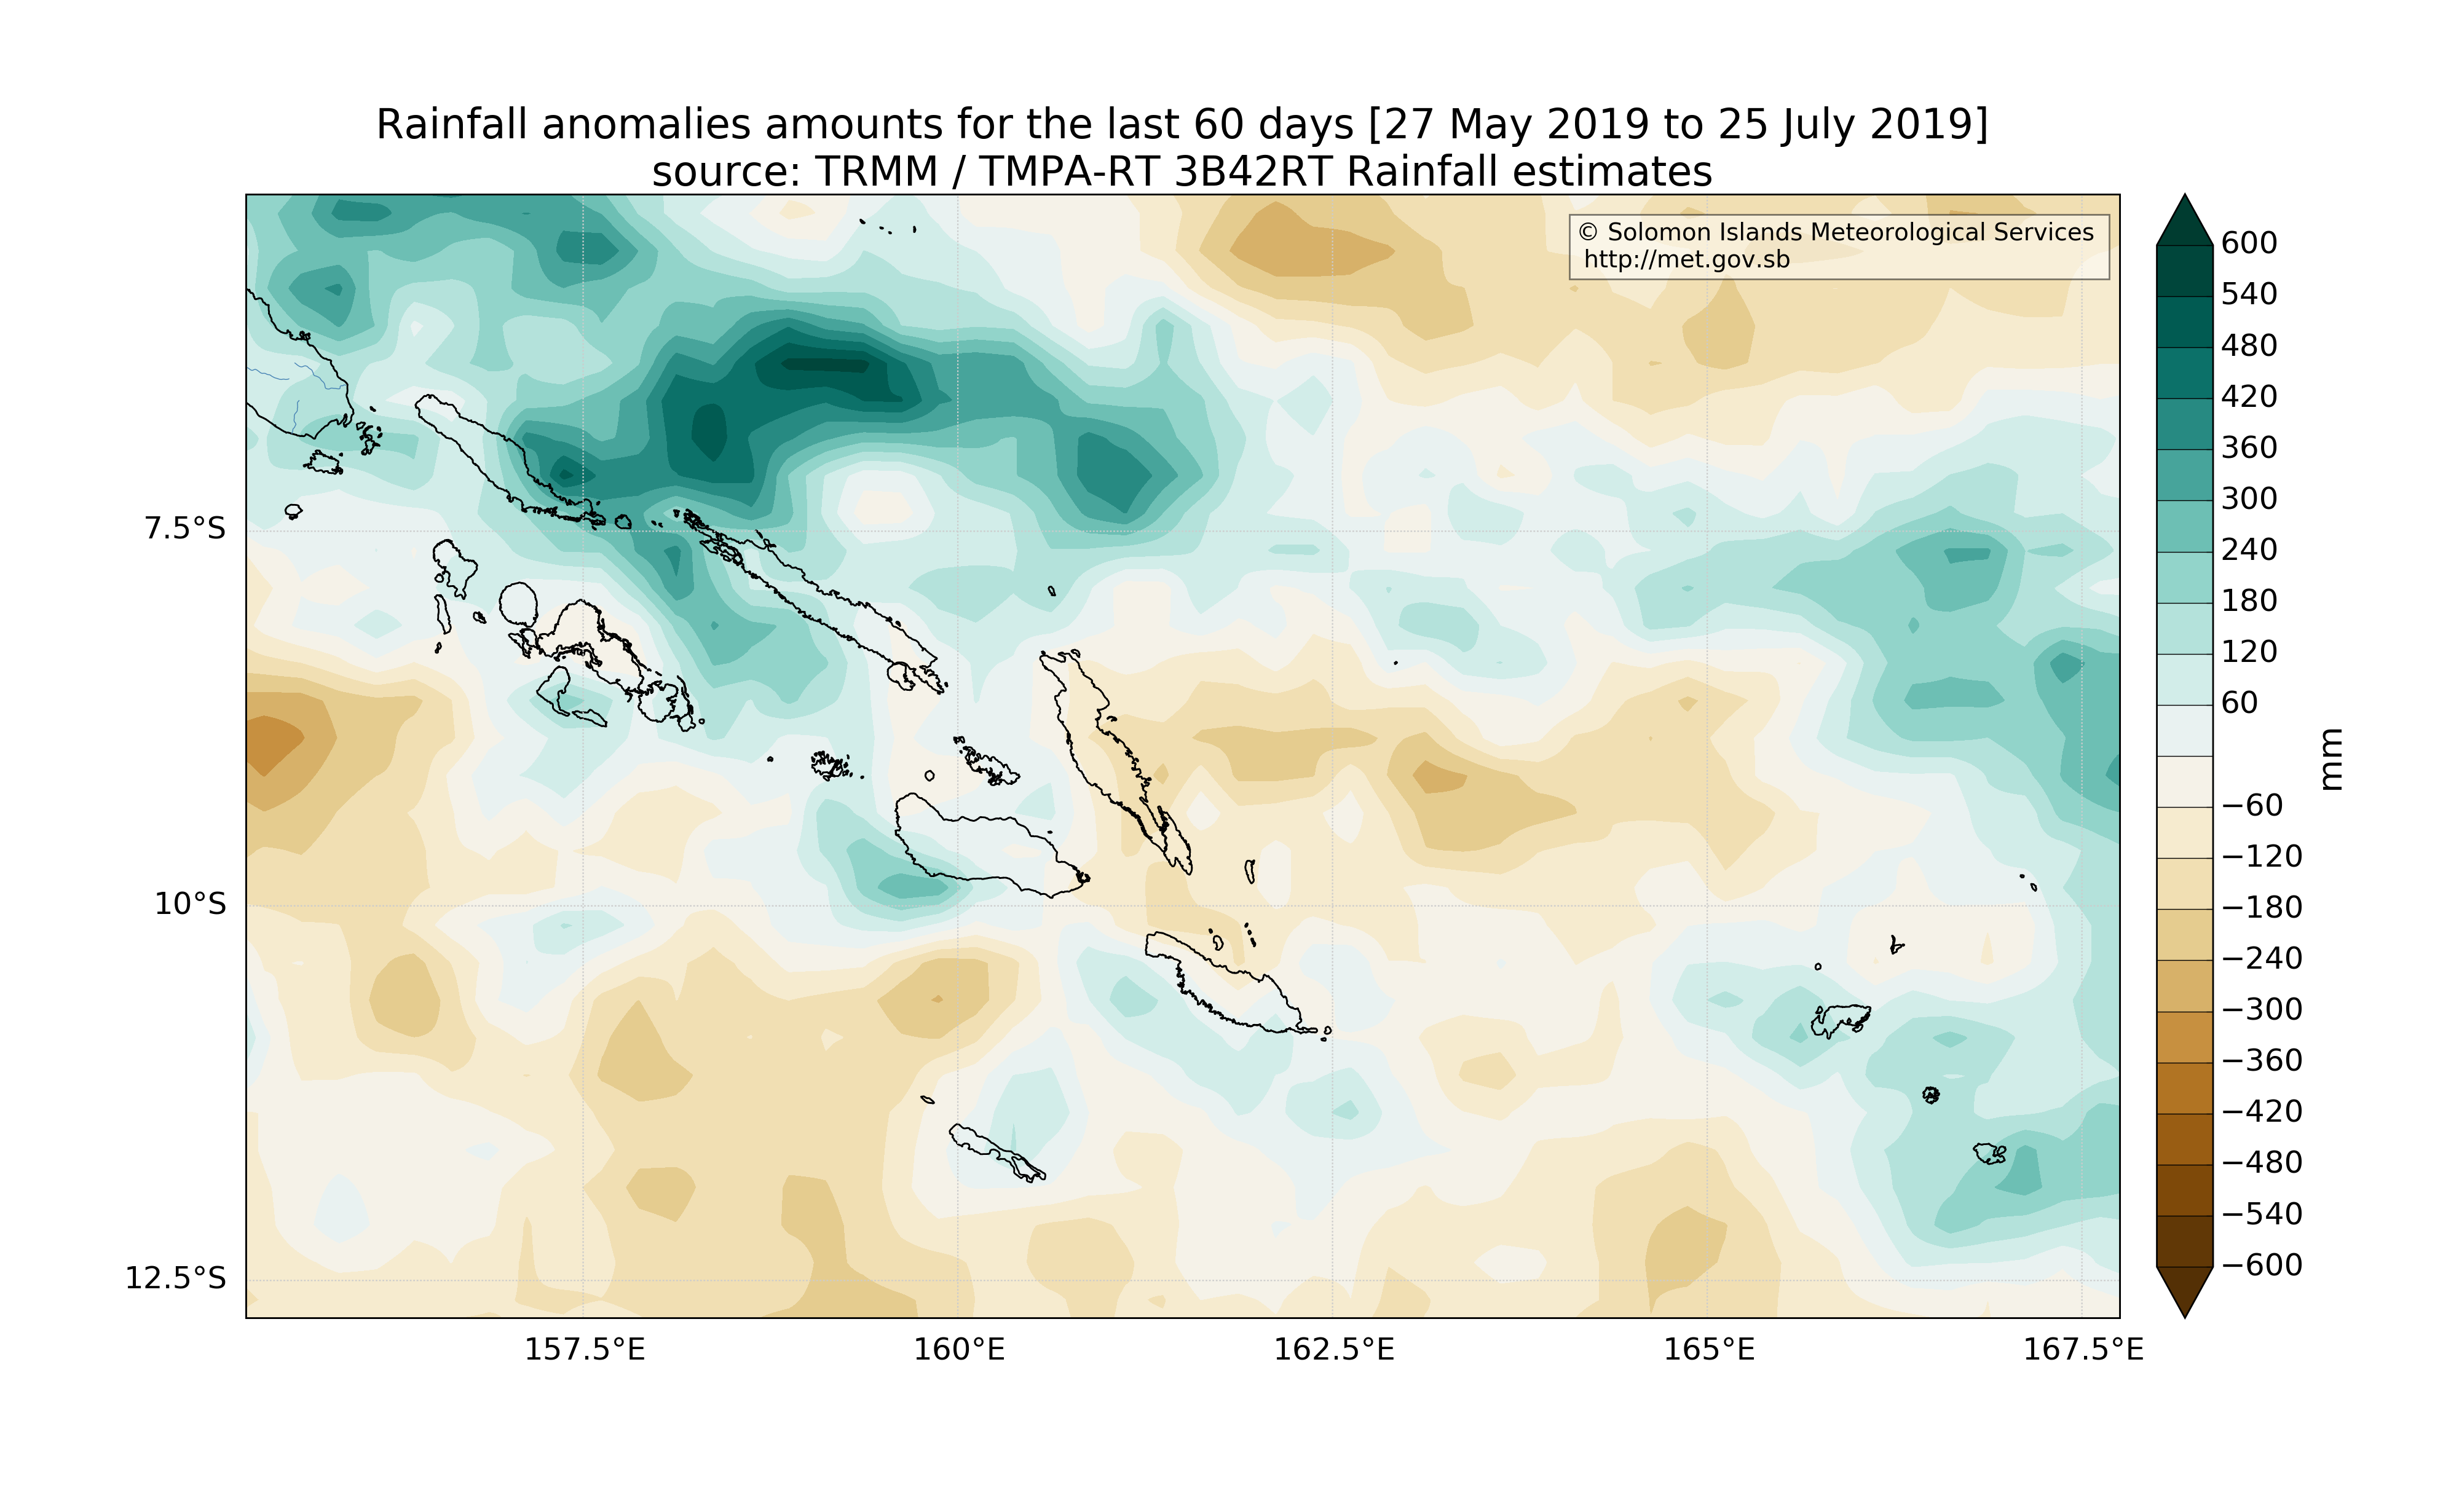 Rainfall anomalies amounts for the last 60 days [27 May 2019 to 25 July 2019]
source: TRMM / TMPA-RT 3B42RT Rainfall estimates
© Solomon Islands Meteorological Services
http://met.gov.sb
7.5°S
10°S
12.5°S
157.5°E
160°E
162.5°E
165°E
167.5°E
600
540
480
420
360
300
240
180
120
60
−60
−120
−180
−240
−300
−360
−420
−480
−540
−600
mm